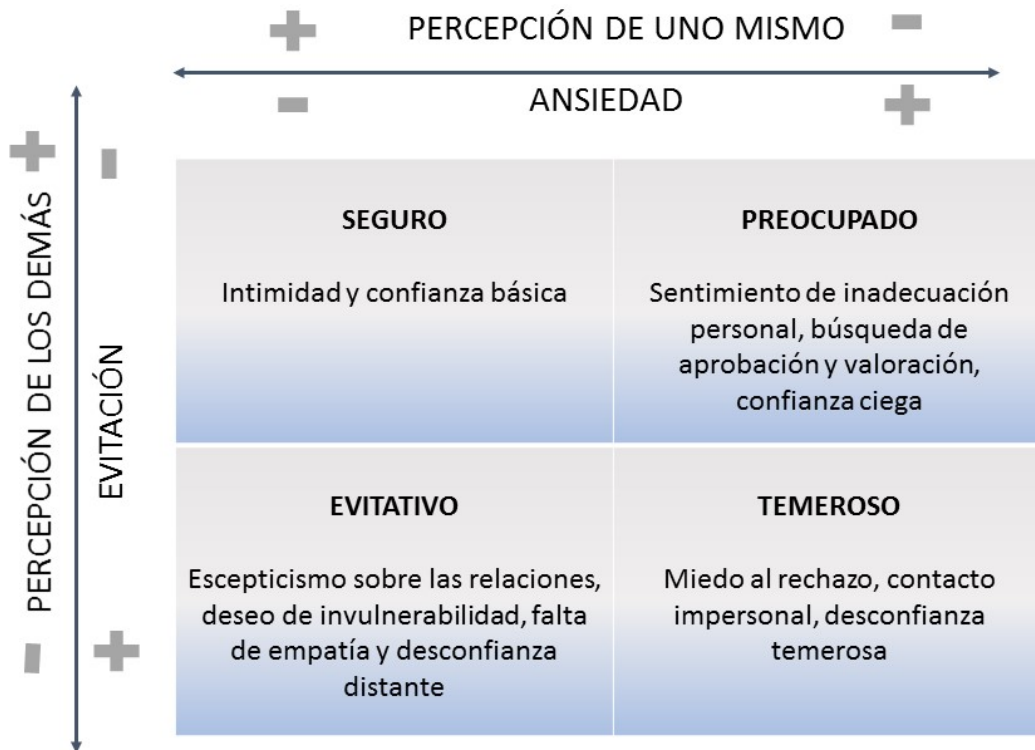 PERCEPCIÓN DE UNO MISMO
+ -
ANSIEDAD
- +
PERCEPCIÓN DE LOS DEMÁS
+ -
EVITACIÓN
- +
SEGURO
Intimidad y confianza básica
PREOCUPADO
Sentimiento de inadecuación
personal, búsqueda de
aprobación y valoración,
confianza ciega
EVITATIVO
Escepticismo sobre las relaciones,
deseo de invulnerabilidad, falta
de empatía y desconfianza
distante
TEMEROSO
Miedo al rechazo, contacto
impersonal, desconfianza
temerosa